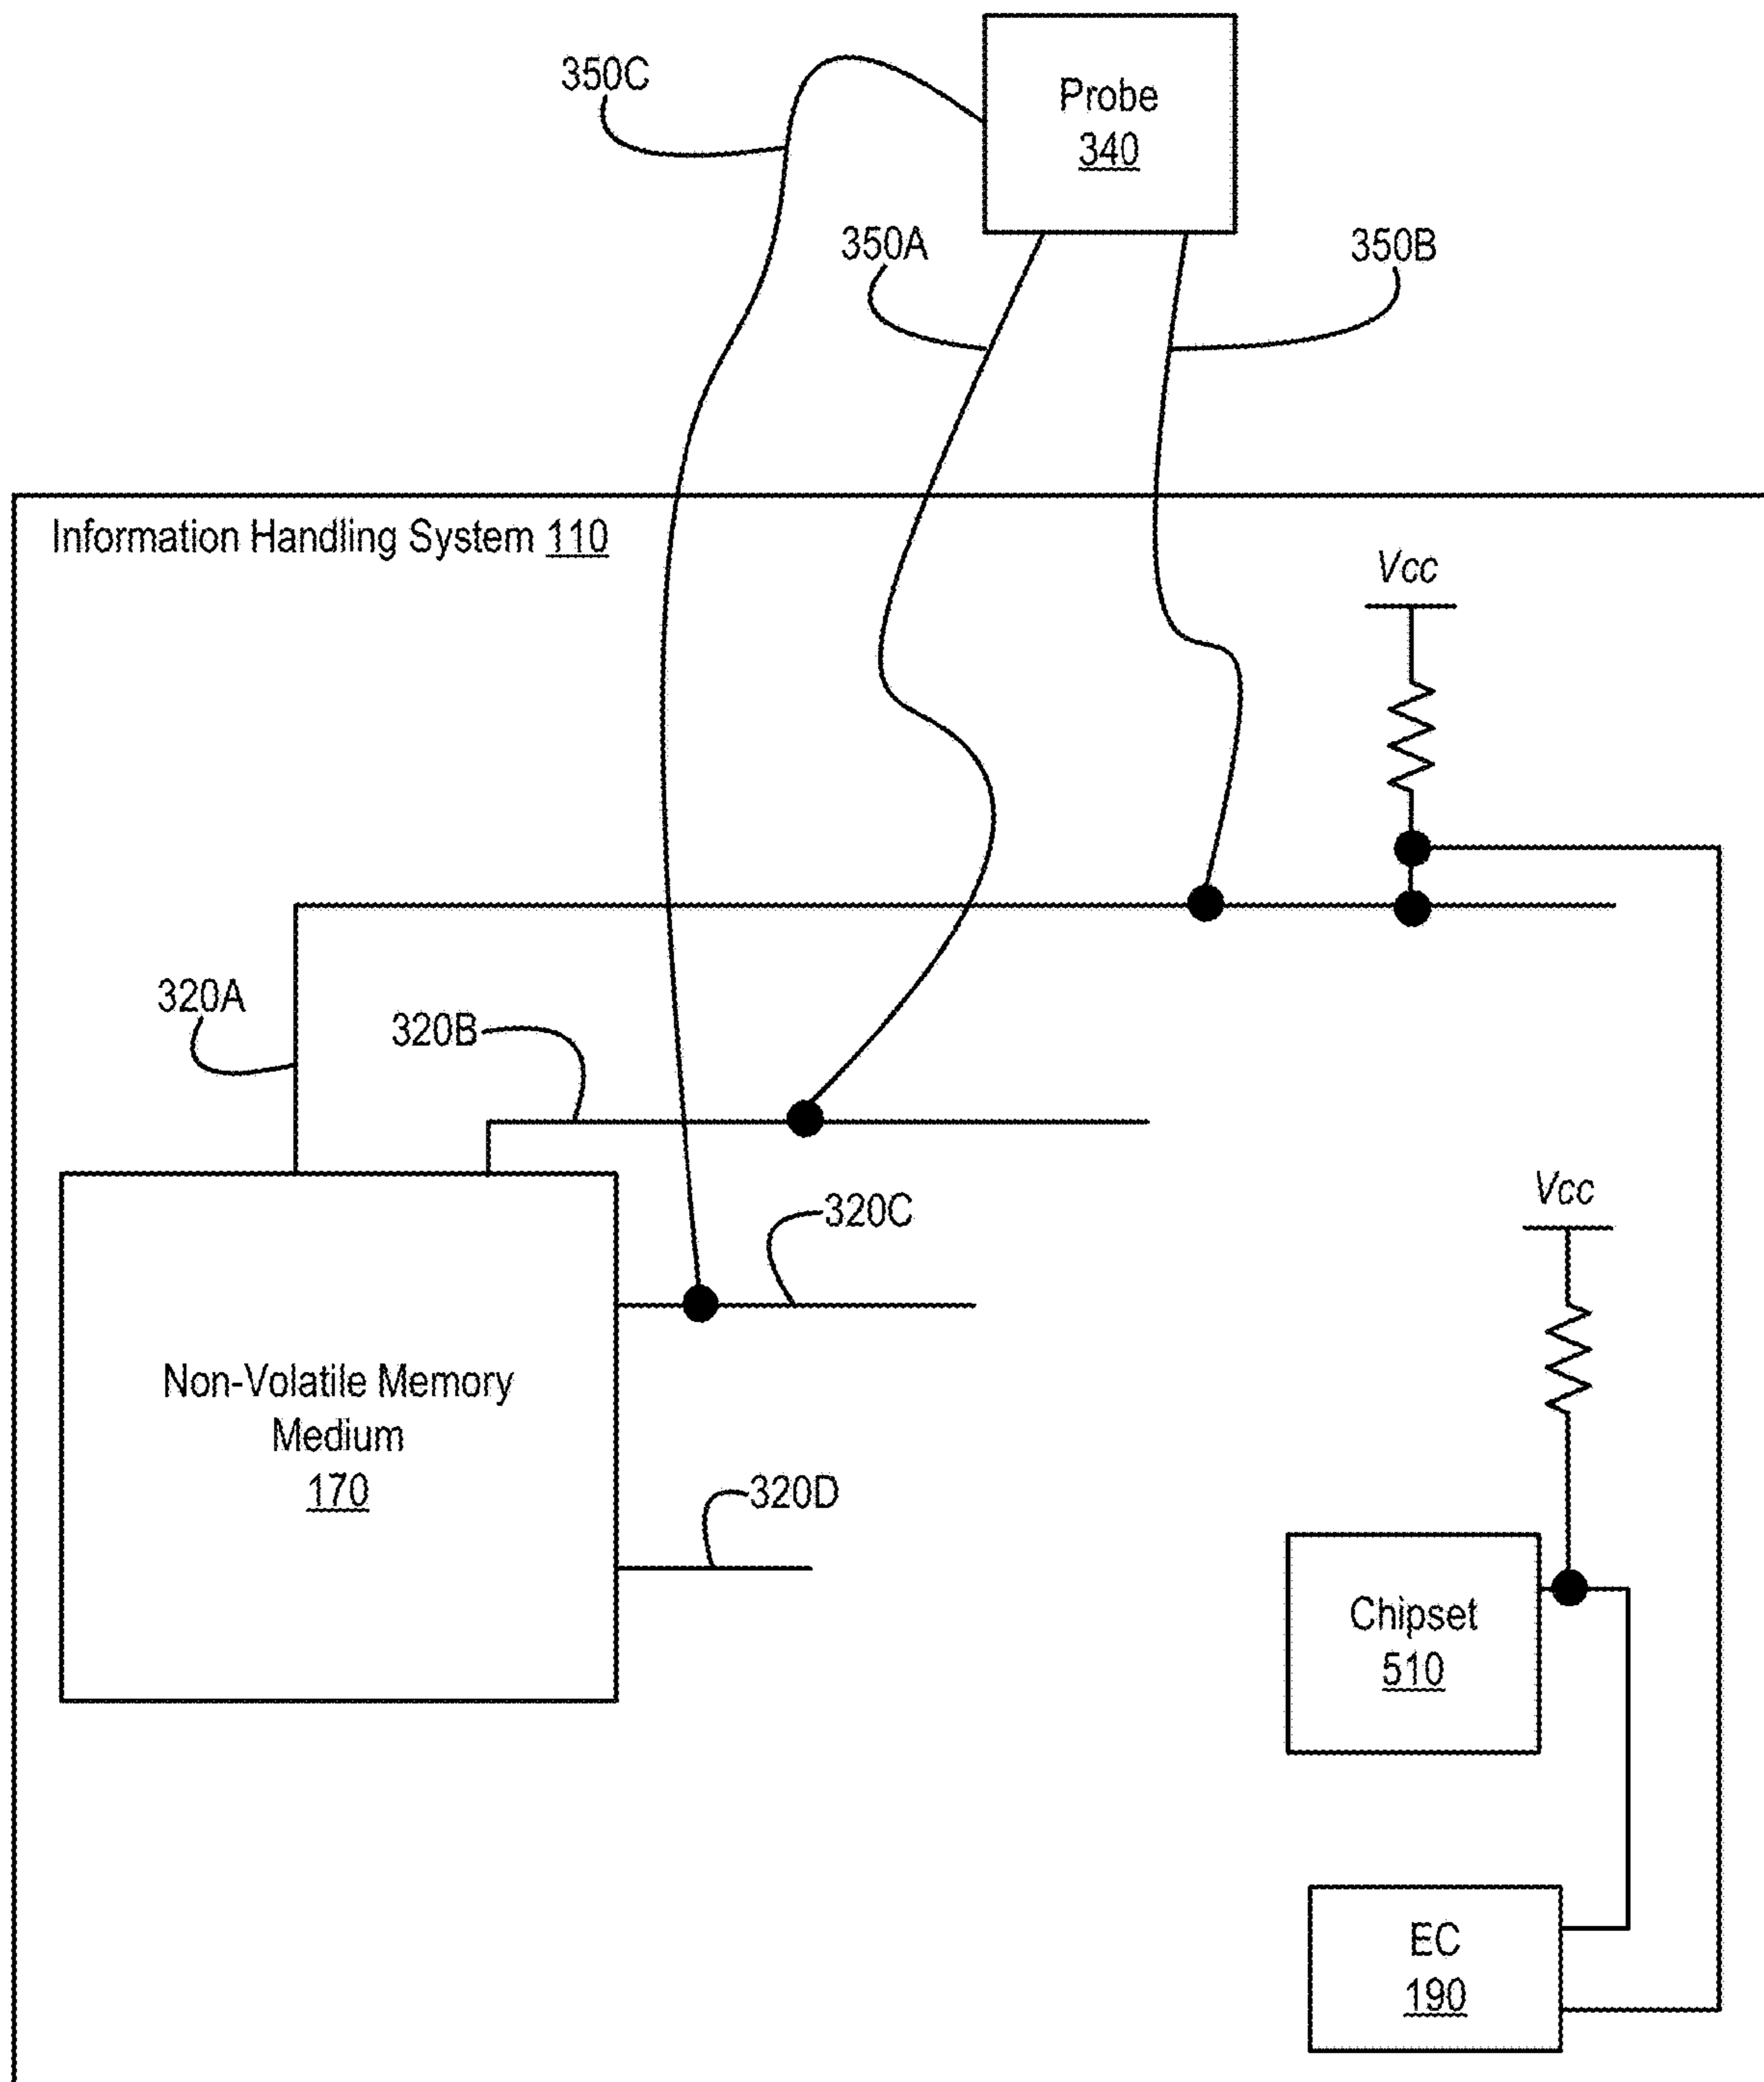 350C
Probe
340
350A
350B
Information Handling System 110
Vcc
320A
320B
Vcc
320C
Non-Volatile Memory
Medium
170
320D
Chipset
510
EC
190